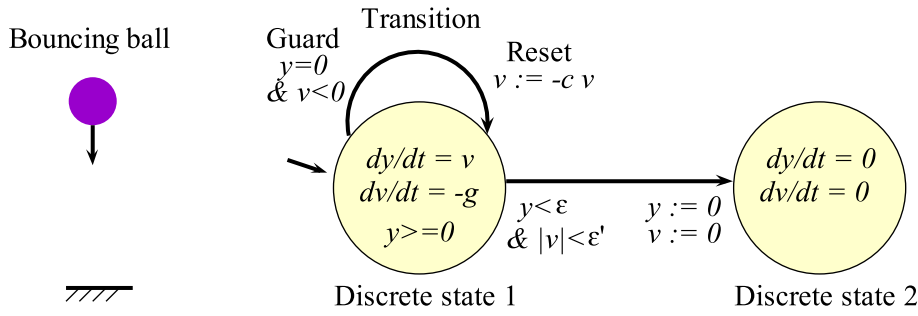 Bouncing ball
Transition
Guard
y=0
& v<0
Reset
v := -c v
dy/dt = v
dv/dt = -g
y>=0
y<ε
& |v|<ε'
y := 0
v := 0
dy/dt = 0
dv/dt = 0
Discrete state 1
Discrete state 2